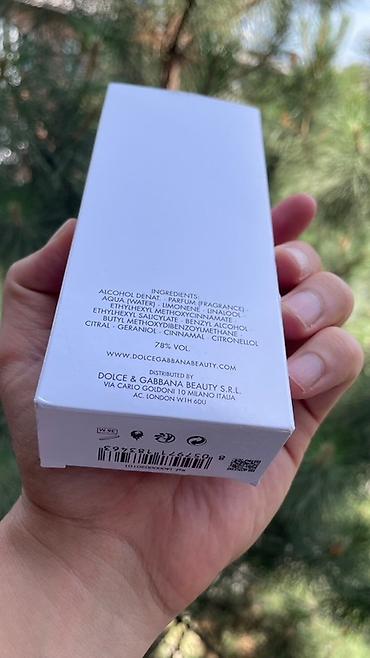 INGREDIENTS:
ALCOHOL DENAT. · PARFUM (FRAGRANCE) ·
AQUA (WATER) · LIMONENE · LINALOOL ·
ETHYLHEXYL METHOXYCINNAMATE ·
ETHYLHEXYL SALICYLATE · BENZYL ALCOHOL ·
BUTYL METHOXYDIBENZOYLMETHANE ·
CITRAL · GERANIOL · CINNAMAL · CITRONELLOL
78% VOL.
WWW.DOLCEGABBANABEAUTY.COM
DISTRIBUTED BY
DOLCE & GABBANA BEAUTY S.R.L.
VIA CARLO GOLDONI 10 MILANO ITALIA
AC. LONDON W1H 6DU
36 M